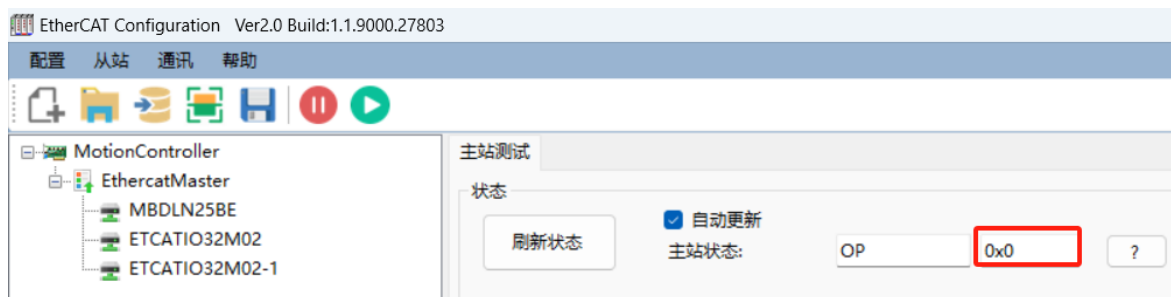 EtherCAT Configuration Ver2.0 Build:1.1.9000.27803
配置 从站 通讯 帮助
MotionController
EthercatMaster
MBDLN25BE
ETCATIO32M02
ETCATIO32M02-1
主站测试
状态
刷新状态
自动更新
主站状态: OP 0x0 ?